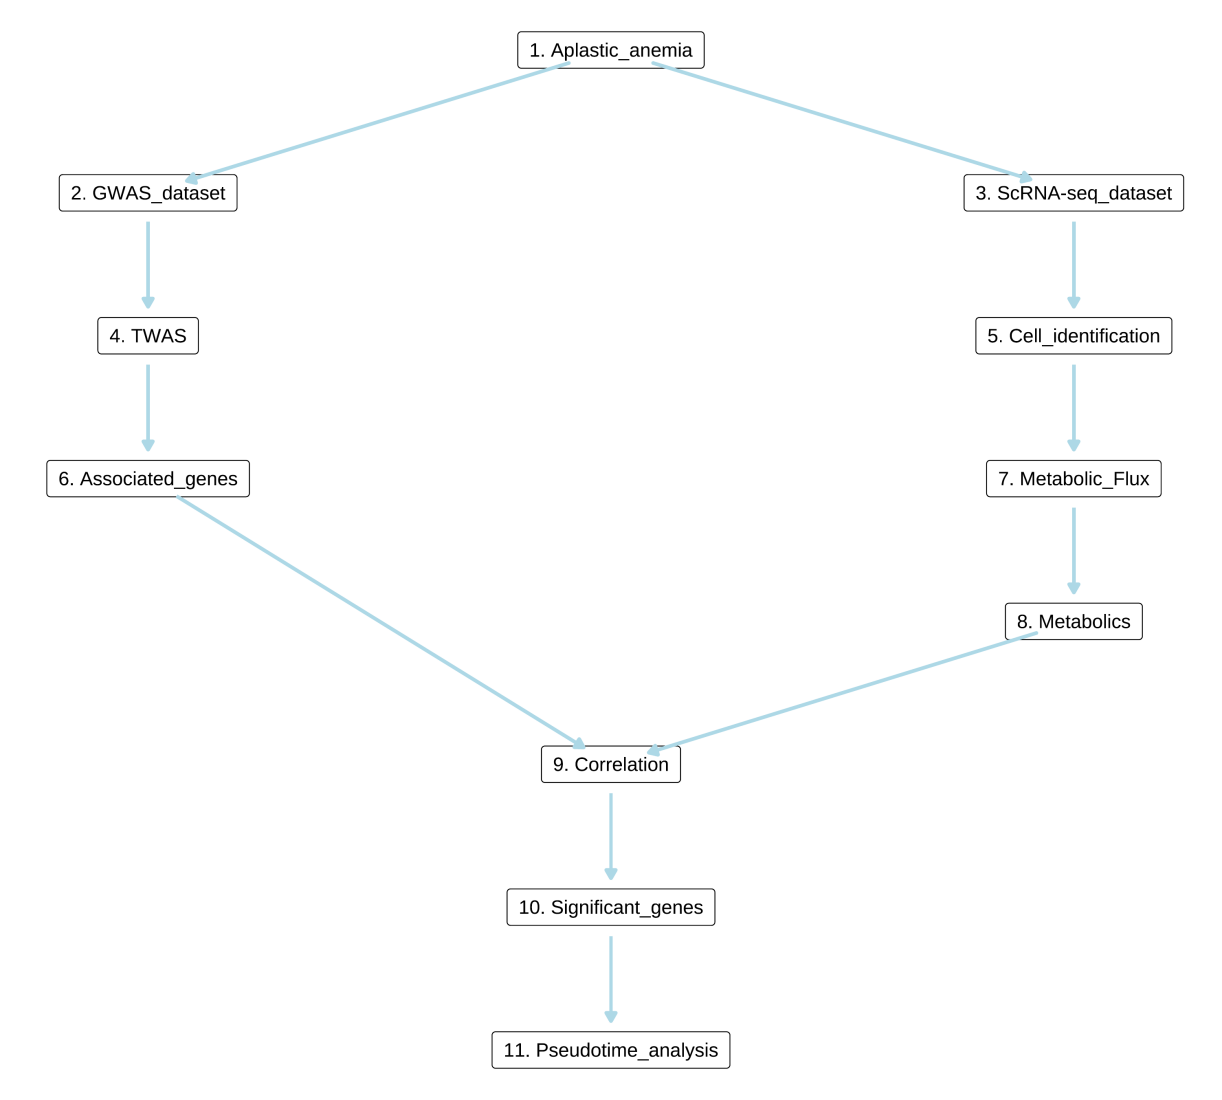 1. Aplastic_anemia
2. GWAS_dataset
3. ScRNA-seq_dataset
4. TWAS
5. Cell_identification
6. Associated_genes
7. Metabolic_Flux
8. Metabolics
9. Correlation
10. Significant_genes
11. Pseudotime_analysis